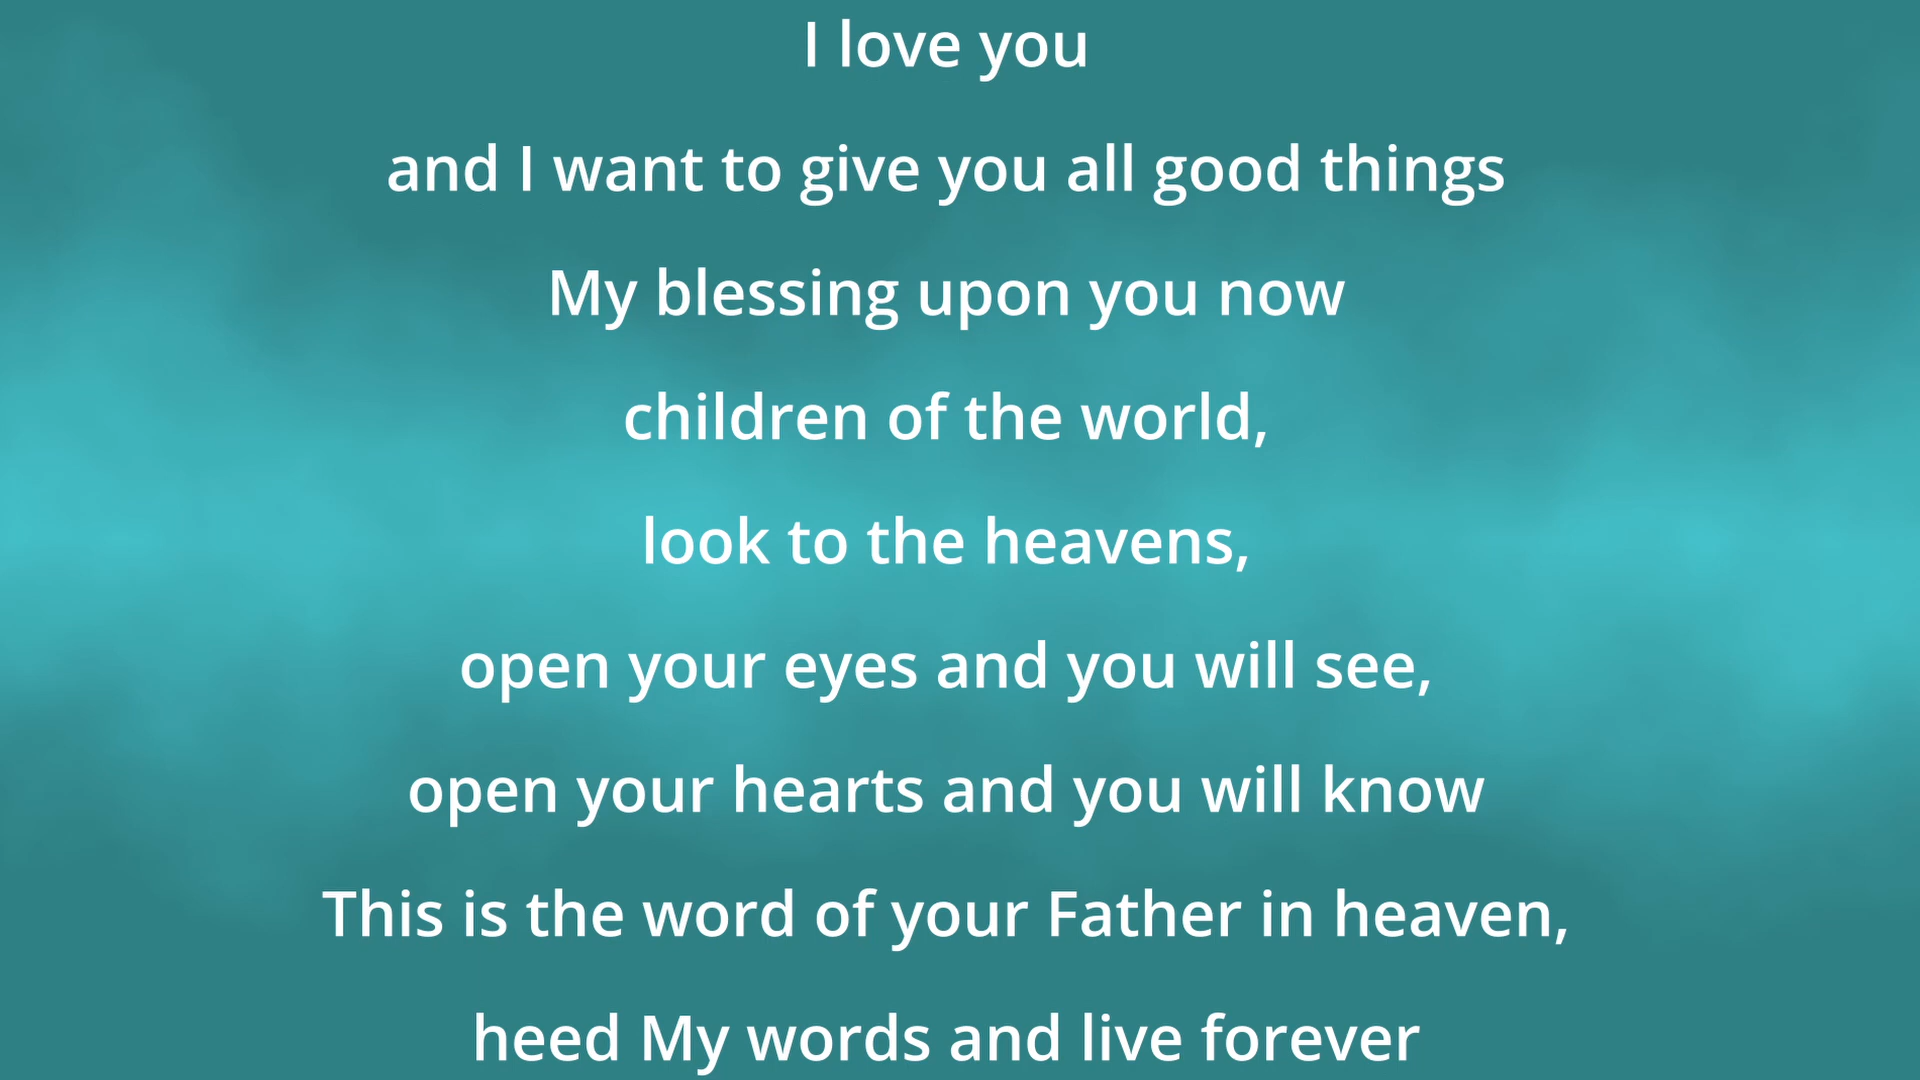 I love you
and I want to give you all good things
My blessing upon you now
children of the world,
look to the heavens,
open your eyes and you will see,
open your hearts and you will know
This is the word of your Father in heaven,
heed My words and live forever